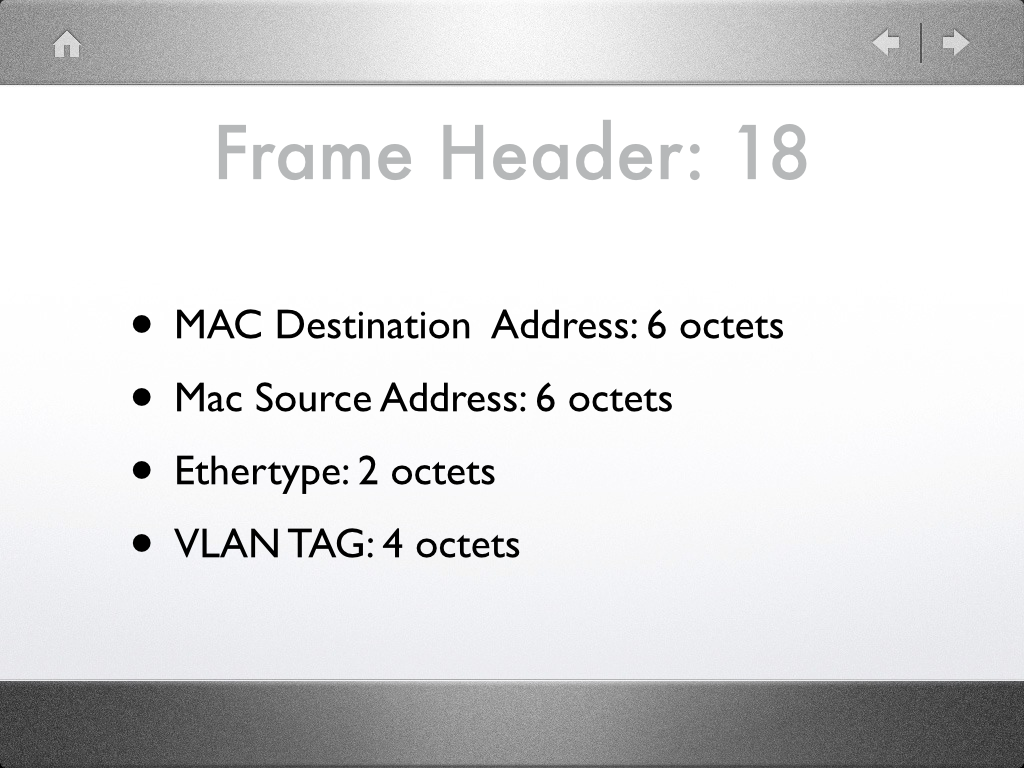 Frame Header: 18
• MAC Destination  Address: 6 octets
• Mac Source Address: 6 octets
• Ethertype: 2 octets
• VLAN TAG: 4 octets